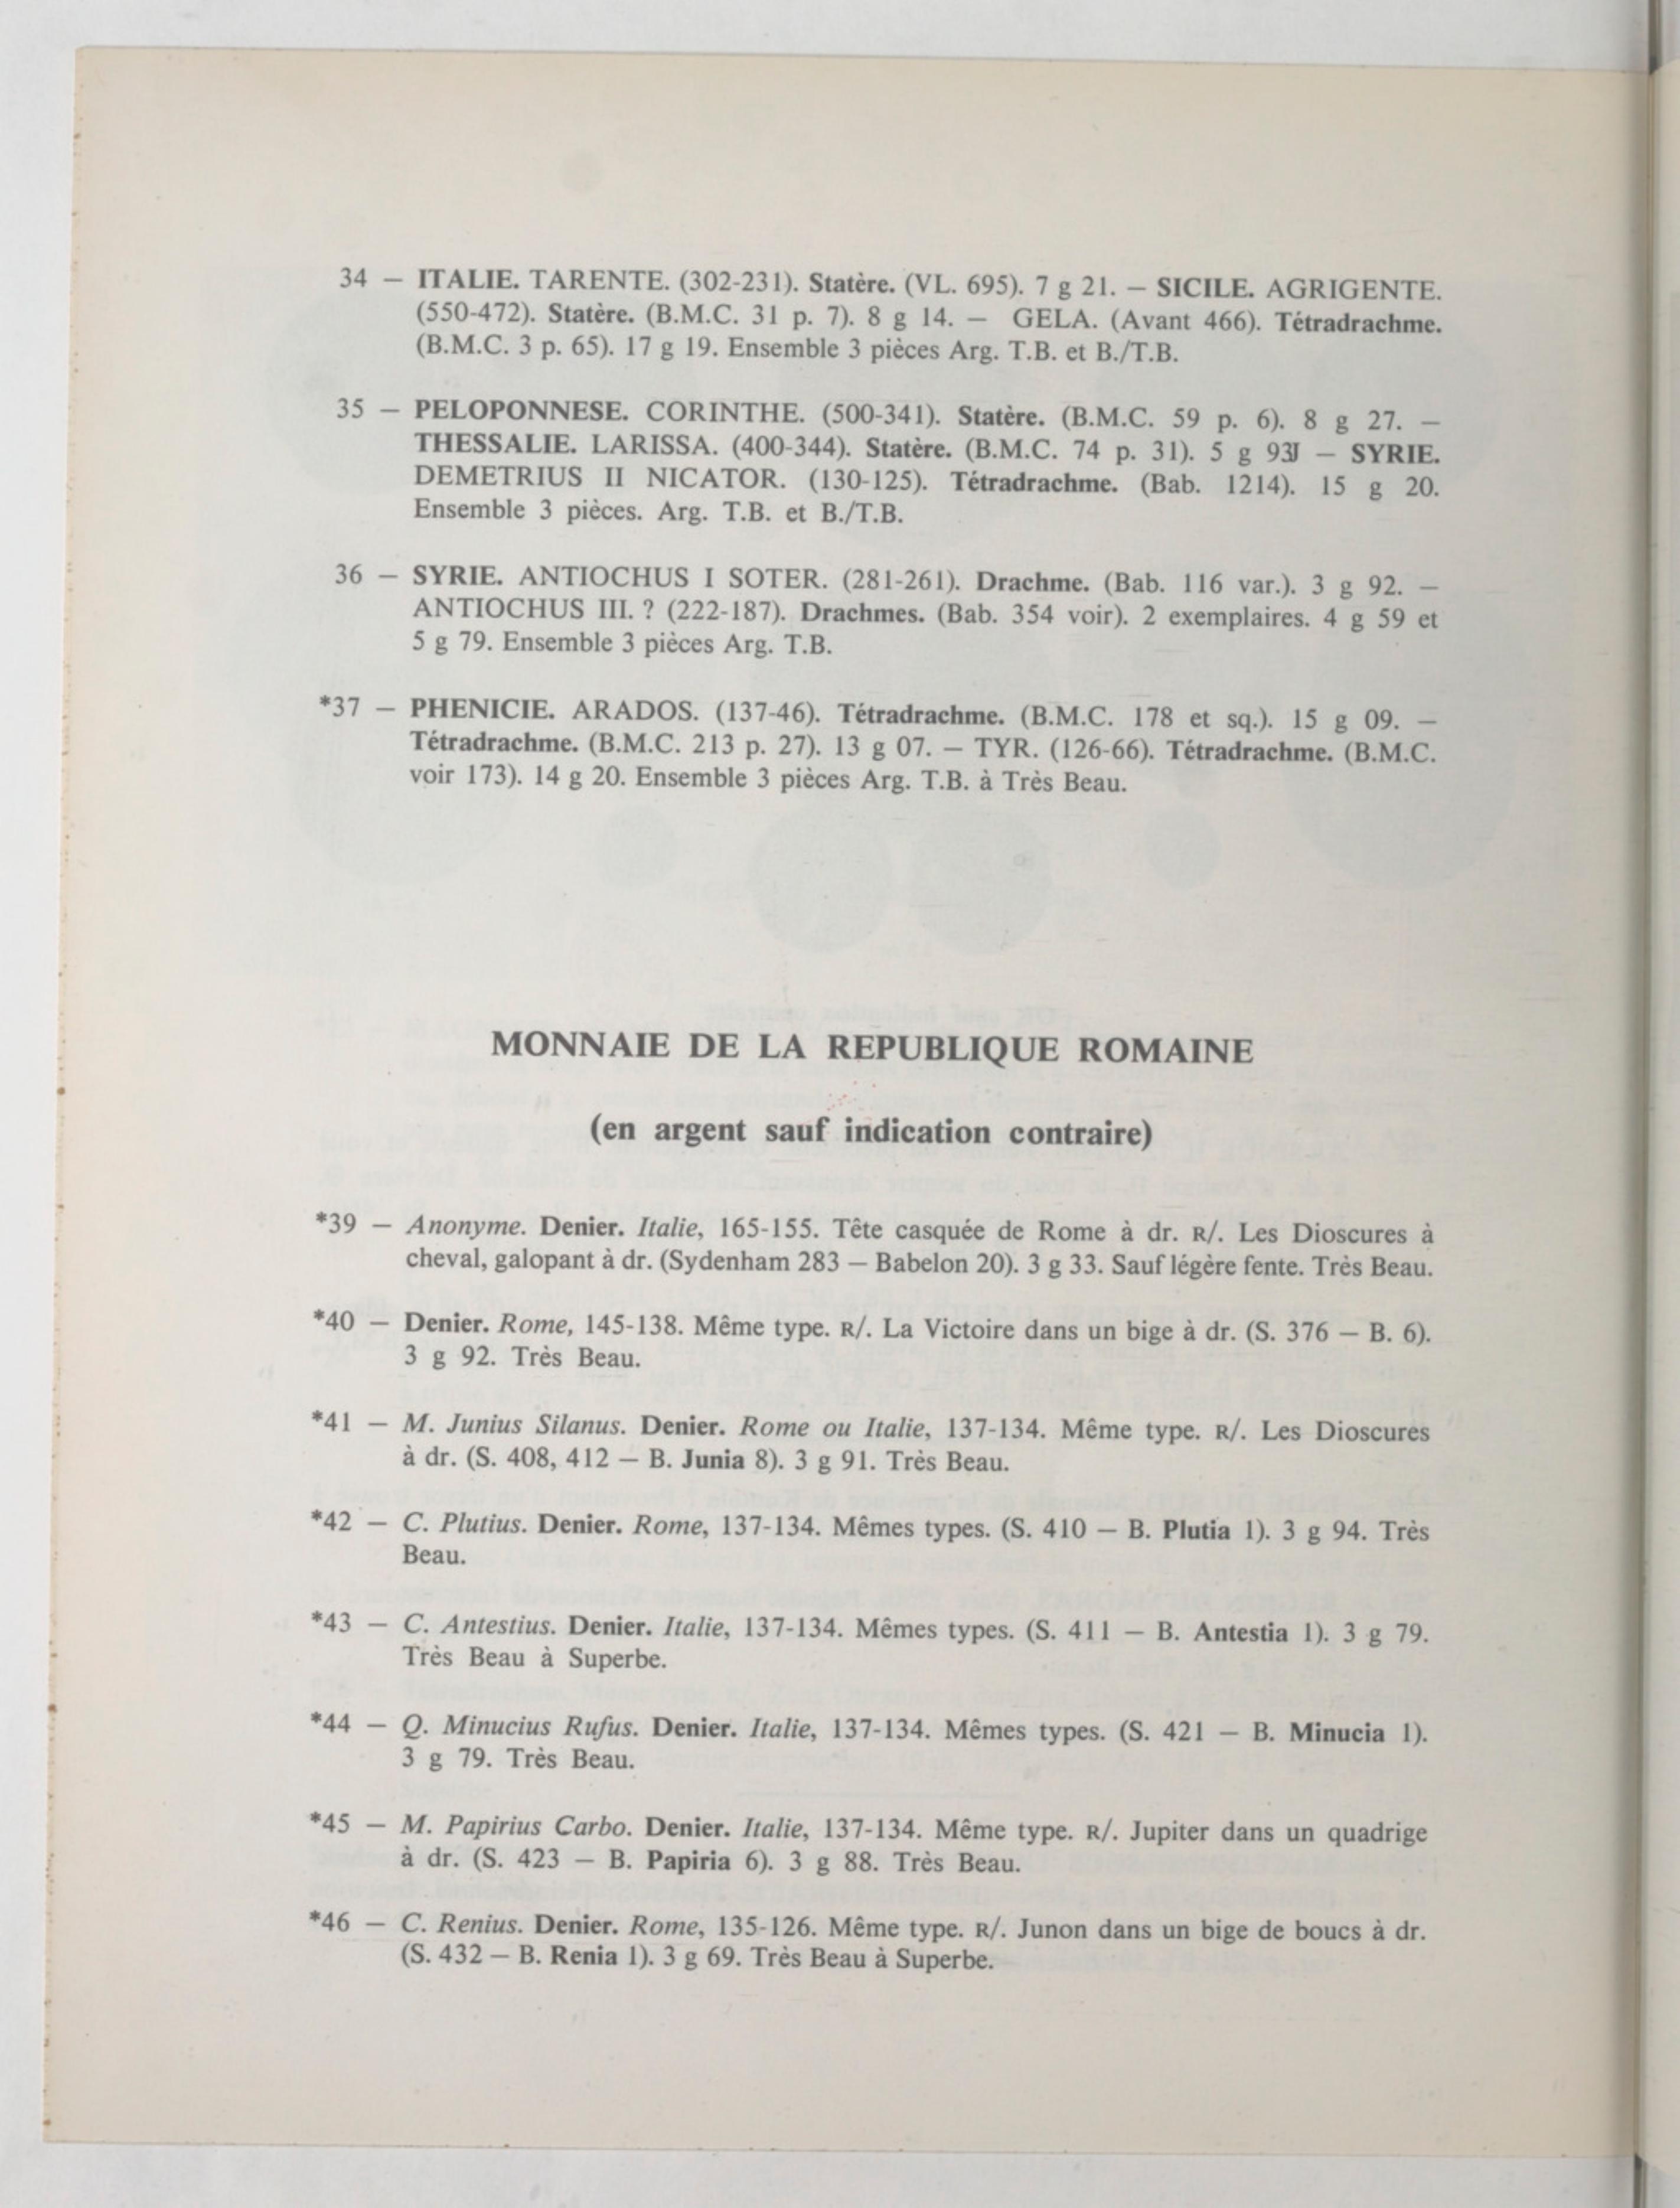 34 — ITALIE. TARENTE. (302-231). Statère. (VL. 695). 7 g 21. — SICILE. AGRIGENTE.
(550-472). Statère. (B.M.C. 31 p. 7). 8 g 14. — GELA. (Avant 466). Tétradrachme.
(B.M.C. 3 p. 65). 17 g 19. Ensemble 3 pièces Arg. T.B. et B./T.B.
35 — PELOPONNESE. CORINTHE. (500-341). Statère. (B.M.C. 59 p. 6). 8 g 27. —
THESSALIE. LARISSA. (400-344). Statère. (B.M.C. 74 p. 31). 5 g 93J — SYRIE.
DEMETRIUS II NICATOR. (130-125). Tétradrachme. (Bab. 1214). 15 g 20.
Ensemble 3 pièces. Arg. T.B. et B./T.B.
36 — SYRIE. ANTIOCHUS I SOTER. (281-261). Drachme. (Bab. 116 var.). 3 g 92. —
ANTIOCHUS III. ? (222-187). Drachmes. (Bab. 354 voir). 2 exemplaires. 4 g 59 et
5 g 79. Ensemble 3 pièces Arg. T.B.
*37 — PHENICIE. ARADOS. (137-46). Tétradrachme. (B.M.C. 178 et sq.). 15 g 09. —
Tétradrachme. (B.M.C. 213 p. 27). 13 g 07. — TYR. (126-66). Tétradrachme. (B.M.C.
voir 173). 14 g 20. Ensemble 3 pièces Arg. T.B. à Très Beau.
MONNAIE DE LA REPUBLIQUE ROMAINE
(en argent sauf indication contraire)
*39 — Anonyme. Denier. Italie, 165-155. Tête casquée de Rome à dr. R/. Les Dioscures à
cheval, galopant à dr. (Sydenham 283 — Babelon 20). 3 g 33. Sauf légère fente. Très Beau.
*40 — Denier. Rome, 145-138. Même type. R/. La Victoire dans un bige à dr. (S. 376 — B. 6).
3 g 92. Très Beau.
*41 — M. Junius Silanus. Denier. Rome ou Italie, 137-134. Même type. R/. Les Dioscures
à dr. (S. 408, 412 — B. Junia 8). 3 g 91. Très Beau.
*42 — C. Plutius. Denier. Rome, 137-134. Mêmes types. (S. 410 — B. Plutia 1). 3 g 94. Très
Beau.
*43 — C. Antestius. Denier. Italie, 137-134. Mêmes types. (S. 411 — B. Antestia 1). 3 g 79.
Très Beau à Superbe.
*44 — Q. Minucius Rufus. Denier. Italie, 137-134. Mêmes types. (S. 421 — B. Minucia 1).
3 g 79. Très Beau.
*45 — M. Papirius Carbo. Denier. Italie, 137-134. Même type. R/. Jupiter dans un quadrige
à dr. (S. 423 — B. Papiria 6). 3 g 88. Très Beau.
*46 — C. Renius. Denier. Rome, 135-126. Même type. R/. Junon dans un bige de boucs à dr.
(S. 432 — B. Renia 1). 3 g 69. Très Beau à Superbe.